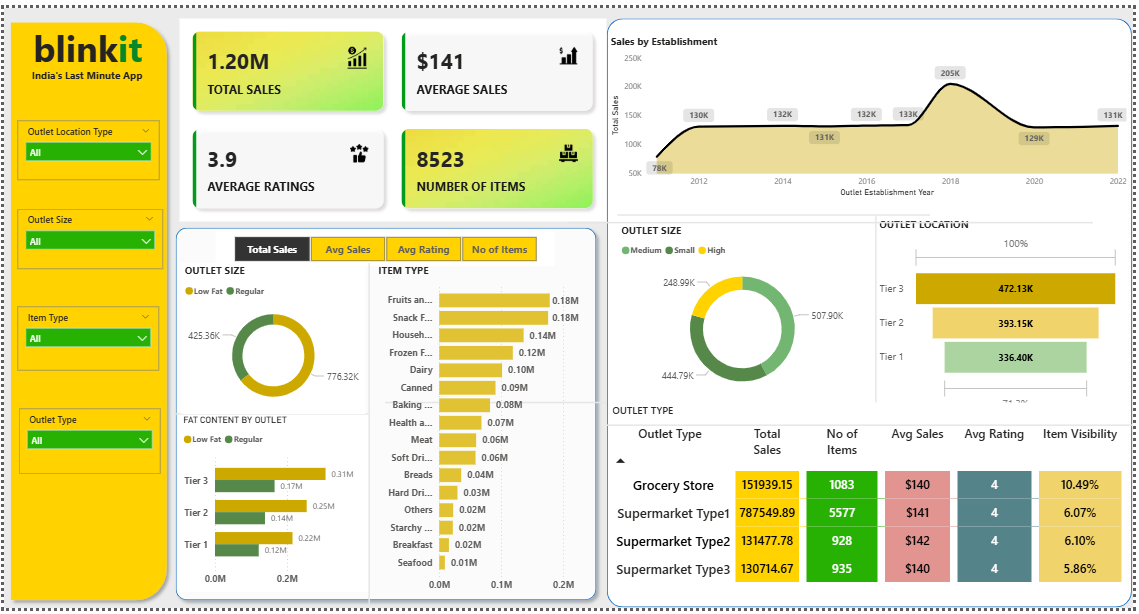 blinkit
India's Last Minute App
Outlet Location Type
All
Outlet Size
All
Item Type
All
Outlet Type
All
1.20M
TOTAL SALES
$141
AVERAGE SALES
3.9
AVERAGE RATINGS
8523
NUMBER OF ITEMS
Total Sales
Avg Sales
Avg Rating
No of Items
OUTLET SIZE
Low Fat Regular
425.36K
776.32K
FAT CONTENT BY OUTLET
Low Fat Regular
Tier 3 0.31M
0.17M
Tier 2 0.25M
0.14M
Tier 1 0.22M
0.12M
0.0M 0.2M
ITEM TYPE
Fruits an... 0.18M
Snack F... 0.18M
Househ... 0.14M
Frozen F... 0.12M
Dairy 0.10M
Canned 0.09M
Baking ... 0.08M
Health a... 0.07M
Meat 0.06M
Soft Dri... 0.06M
Breads 0.04M
Hard Dri... 0.03M
Others 0.02M
Starchy ... 0.02M
Breakfast 0.02M
Seafood 0.01M
0.0M 0.1M 0.2M
Sales by Establishment
Total Sales
250K
200K
150K
100K
50K
78K 130K 132K 131K 132K 133K 205K 129K 131K
2012 2014 2016 2018 2020 2022
Outlet Establishment Year
OUTLET SIZE
Medium Small High
248.99K
507.90K
444.79K
OUTLET LOCATION
100%
Tier 3 472.13K
Tier 2 393.15K
Tier 1 336.40K
OUTLET TYPE
Outlet Type Total Sales No of Items Avg Sales Avg Rating Item Visibility
Grocery Store 151939.15 1083 $140 4 10.49%
Supermarket Type1 787549.89 5577 $141 4 6.07%
Supermarket Type2 131477.78 928 $142 4 6.10%
Supermarket Type3 130714.67 935 $140 4 5.86%